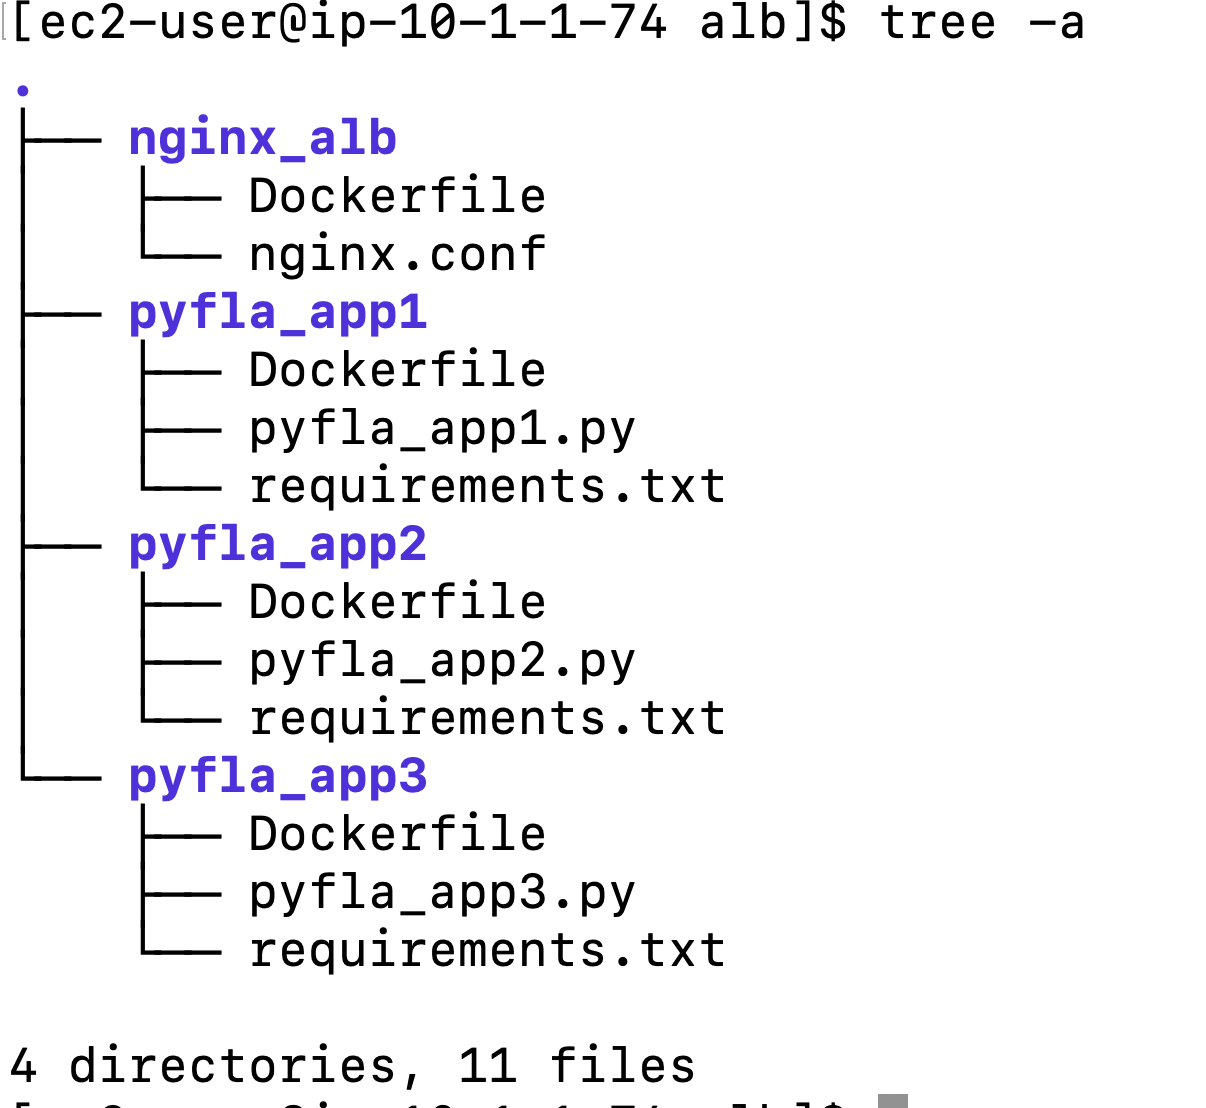 [ec2-user@ip-10-1-1-74 alb]$ tree -a
.
├── nginx_alb
│   ├── Dockerfile
│   └── nginx.conf
├── pyfla_app1
│   ├── Dockerfile
│   ├── pyfla_app1.py
│   └── requirements.txt
├── pyfla_app2
│   ├── Dockerfile
│   ├── pyfla_app2.py
│   └── requirements.txt
└── pyfla_app3
    ├── Dockerfile
    ├── pyfla_app3.py
    └── requirements.txt
4 directories, 11 files